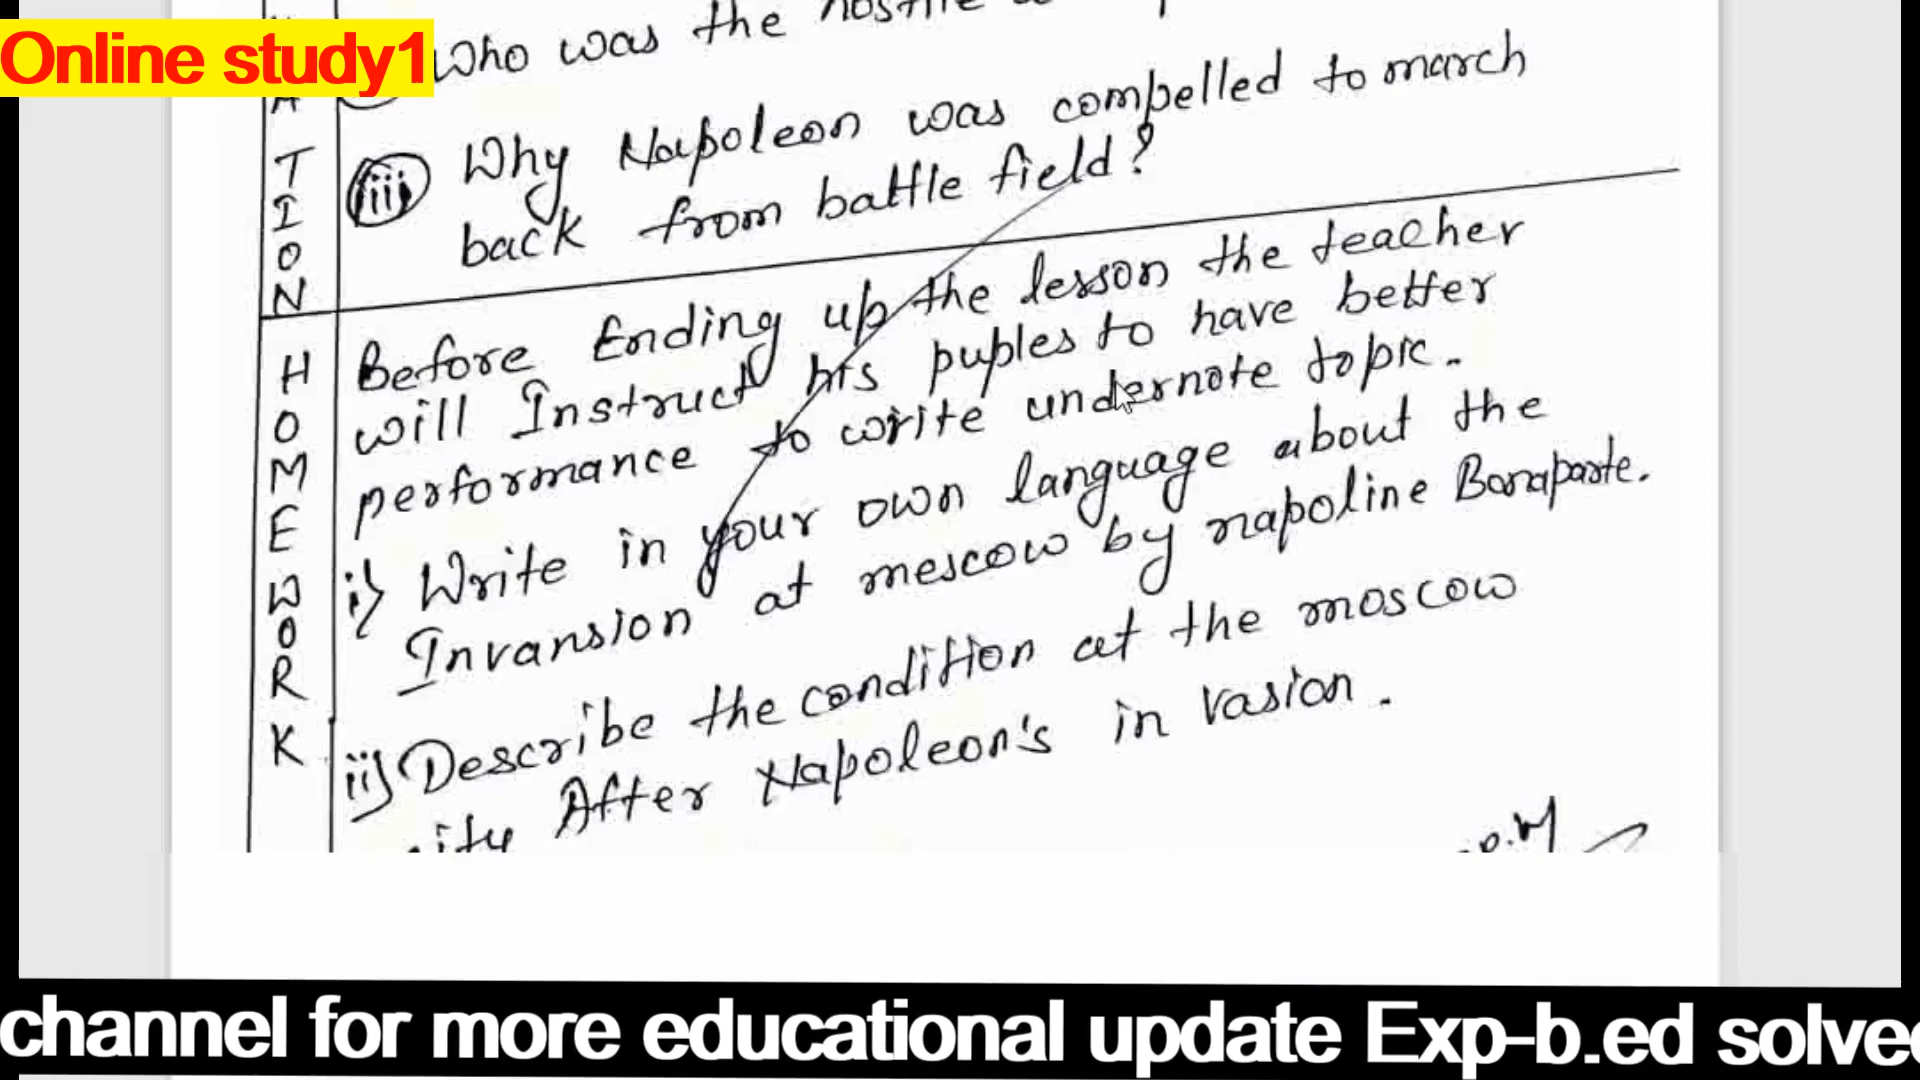 Online study1
who was the
A
T
I
O
N
iii) Why Napoleon was compelled to march
back from battle field?
H
O
M
E
W
O
R
K
Before Ending up the lesson the teacher
will Instruct his puples to have better
performance to write undernote topic.
i) Write in your own language about the
Invansion at mescow by napoline Bonaparte.
ii) Describe the condition at the moscow
city After Napoleon's in vasion.
channel for more educational update Exp-b.ed solved